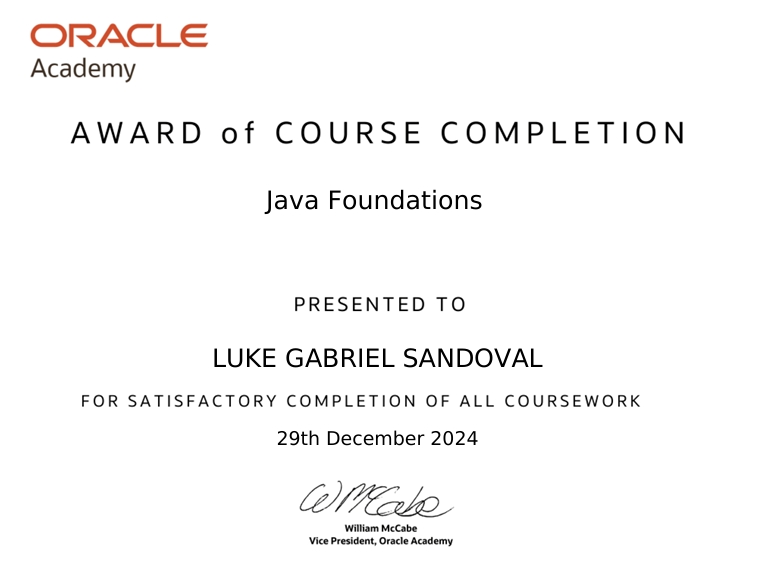 ORACLE
Academy
AWARD of COURSE COMPLETION
Java Foundations
PRESENTED TO
LUKE GABRIEL SANDOVAL
FOR SATISFACTORY COMPLETION OF ALL COURSEWORK
29th December 2024
WMcCabe
William McCabe
Vice President, Oracle Academy